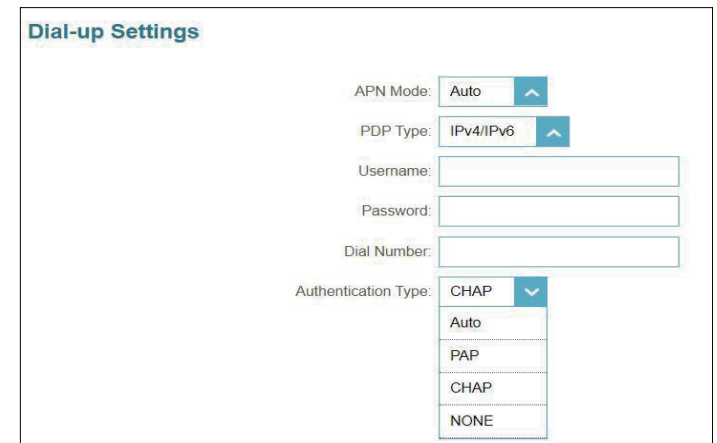 Dial-up Settings
APN Mode: Auto
PDP Type: IPv4/IPv6
Username:
Password:
Dial Number:
Authentication Type: CHAP
Auto
PAP
CHAP
NONE